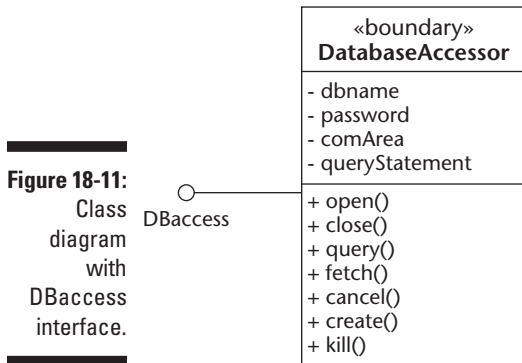 Figure 18-11:
Class
diagram
with
DBaccess
interface.
DBaccess
«boundary»
DatabaseAccessor
- dbname
- password
- comArea
- queryStatement
+ open()
+ close()
+ query()
+ fetch()
+ cancel()
+ create()
+ kill()